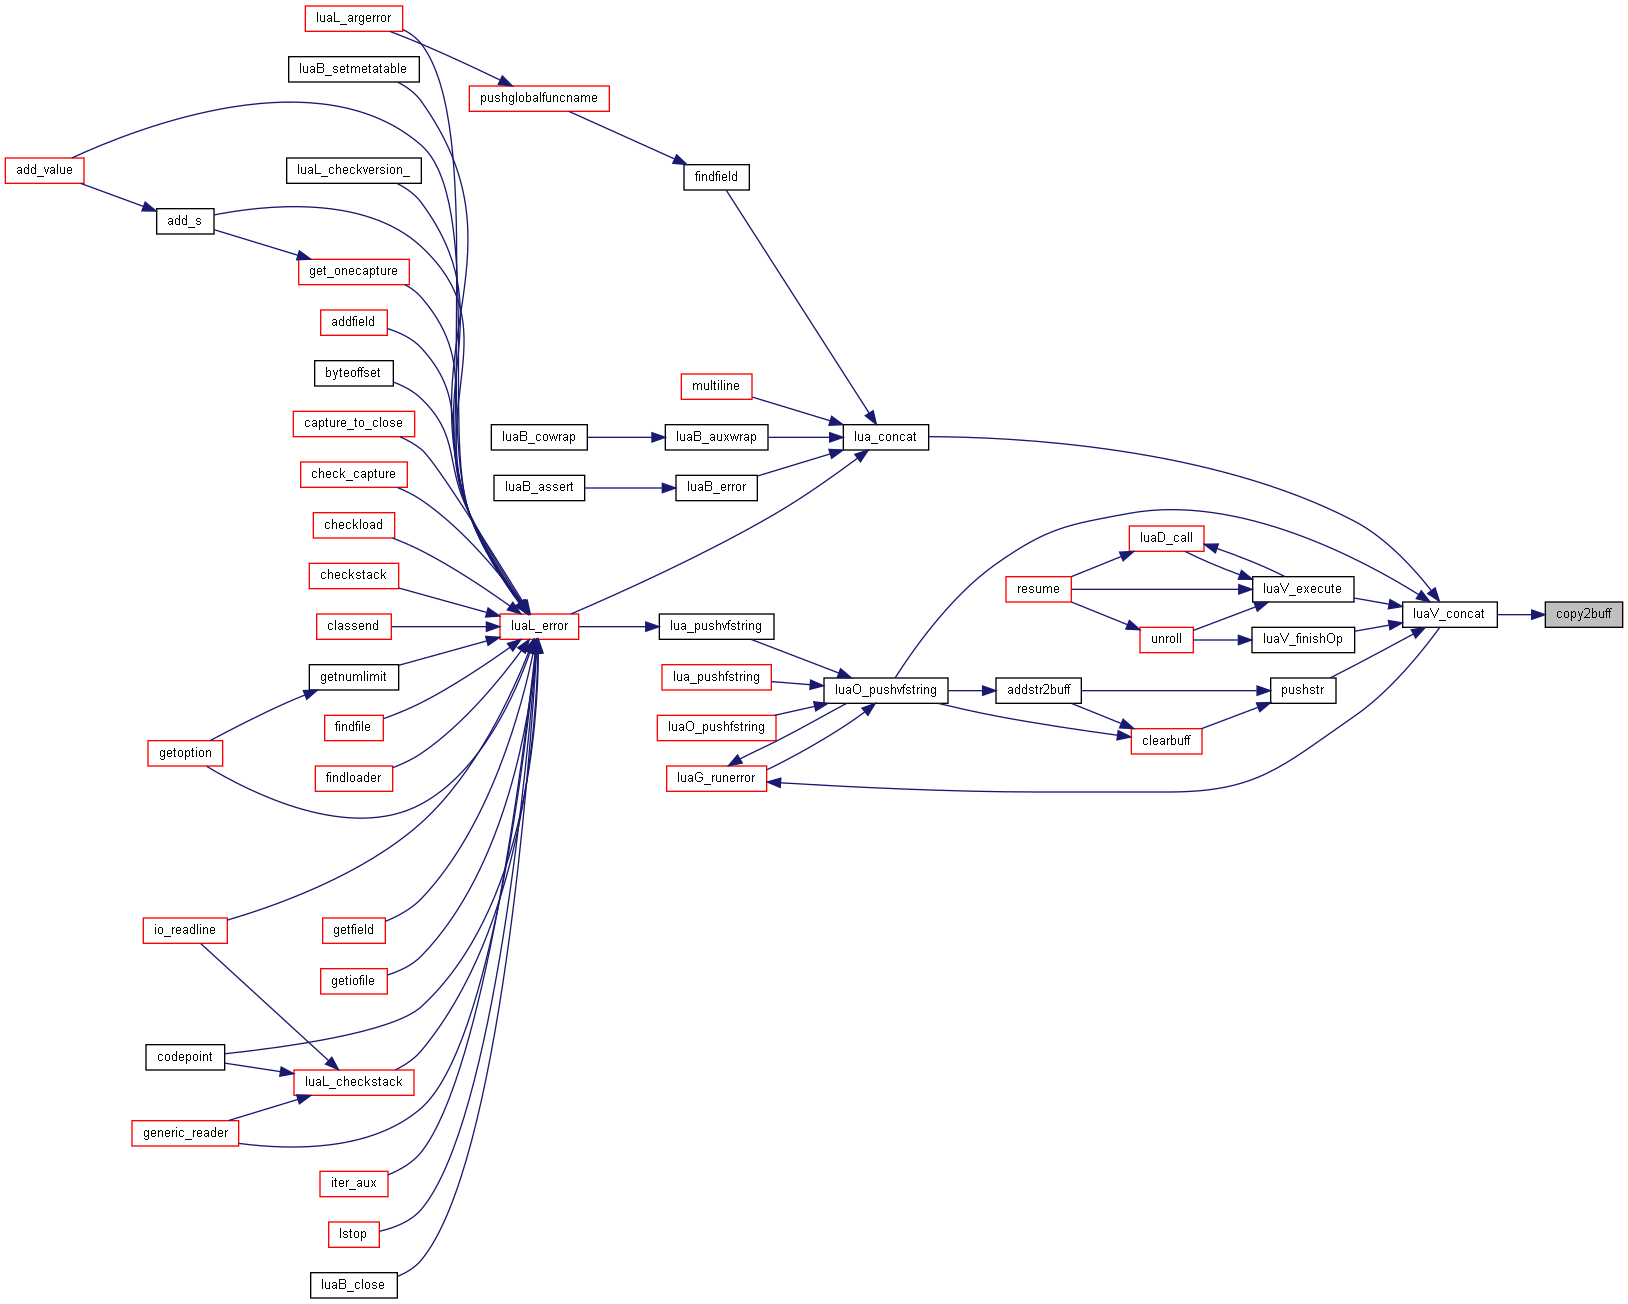 luaL_argerror
luaB_setmetatable
pushglobalfuncname
add_value
luaL_checkversion_
findfield
add_s
get_onecapture
addfield
byteoffset
multiline
capture_to_close
luaB_cowrap
luaB_auxwrap
lua_concat
check_capture
luaB_assert
luaB_error
checkload
luaD_call
checkstack
resume
luaV_execute
classend
luaL_error
lua_pushvfstring
luaV_concat
copy2buff
unroll
luaV_finishOp
getnumlimit
lua_pushfstring
luaO_pushvfstring
addstr2buff
pushstr
findfile
luaO_pushfstring
clearbuff
getoption
findloader
luaG_runerror
io_readline
getfield
getiofile
codepoint
luaL_checkstack
generic_reader
iter_aux
lstop
luaB_close